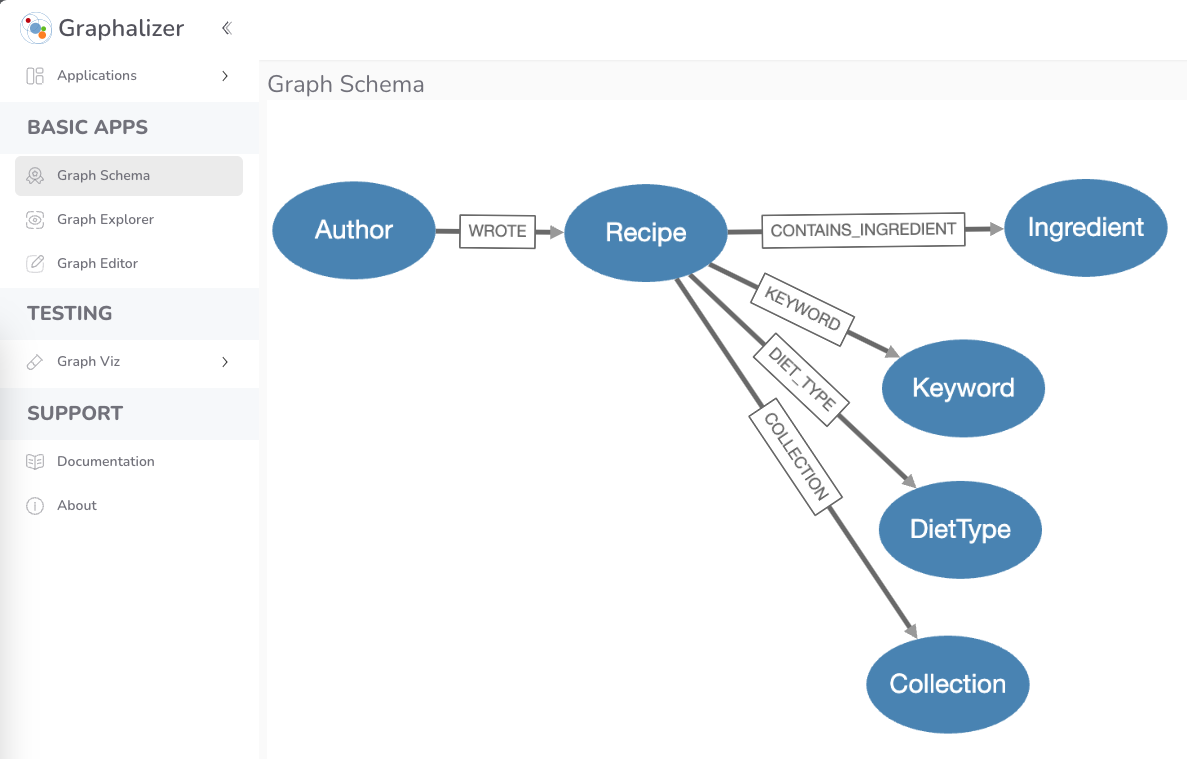 Graphalizer
Applications
BASIC APPS
Graph Schema
Graph Explorer
Graph Editor
TESTING
Graph Viz
SUPPORT
Documentation
About
Graph Schema
Author
WROTE
Recipe
CONTAINS_INGREDIENT
Ingredient
KEYWORD
Keyword
DIET_TYPE
DietType
COLLECTION
Collection